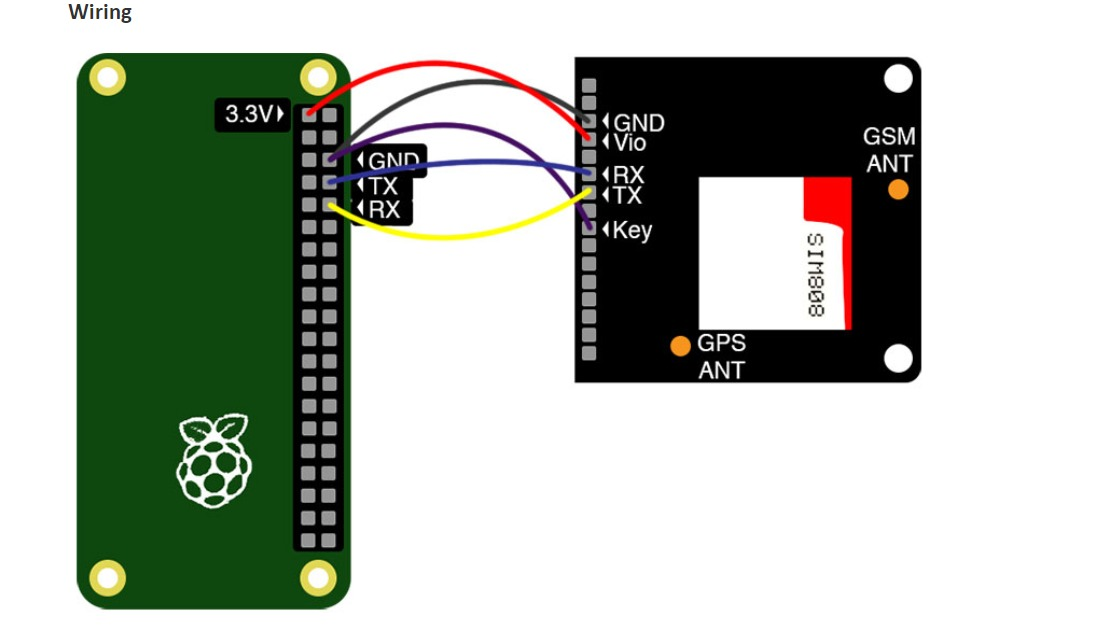 Wiring
3.3V
GND
TX
RX
GND
Vio
RX
TX
Key
GSM
ANT
SIM808
GPS
ANT